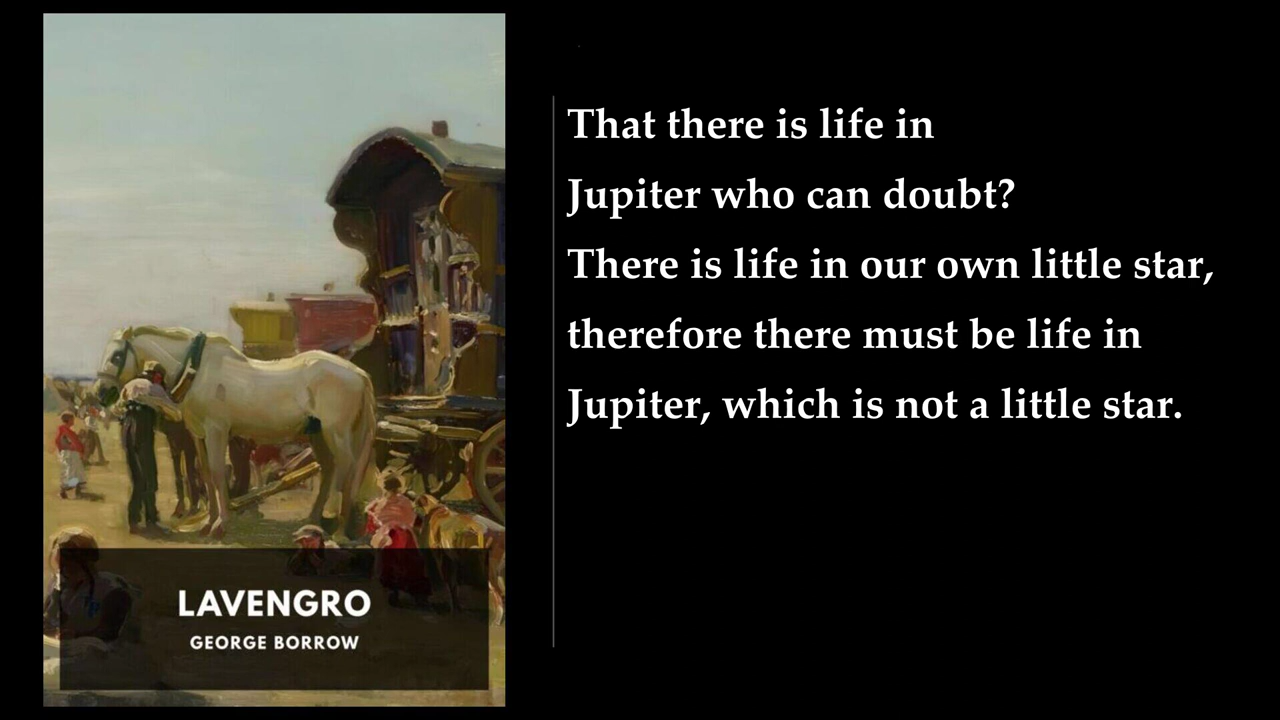 That there is life in
Jupiter who can doubt?
There is life in our own little star,
therefore there must be life in
Jupiter, which is not a little star.
LAVENGRO
GEORGE BORROW